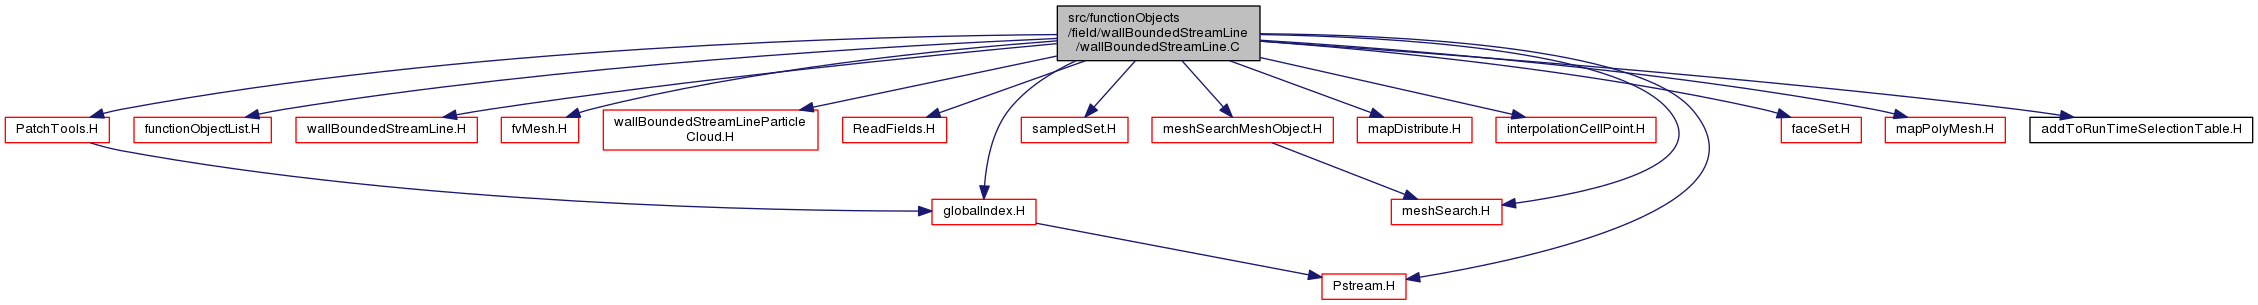 src/functionObjects
/field/wallBoundedStreamLine
/wallBoundedStreamLine.C
PatchTools.H
functionObjectList.H
wallBoundedStreamLine.H
fvMesh.H
wallBoundedStreamLineParticle
Cloud.H
ReadFields.H
sampledSet.H
meshSearchMeshObject.H
mapDistribute.H
interpolationCellPoint.H
faceSet.H
mapPolyMesh.H
addToRunTimeSelectionTable.H
globalIndex.H
meshSearch.H
Pstream.H